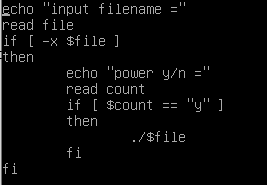 echo "input filename ="
read file
if [ -x $file ]
then
        echo "power y/n ="
        read count
        if [ $count == "y" ]
        then
                ./$file
        fi
fi